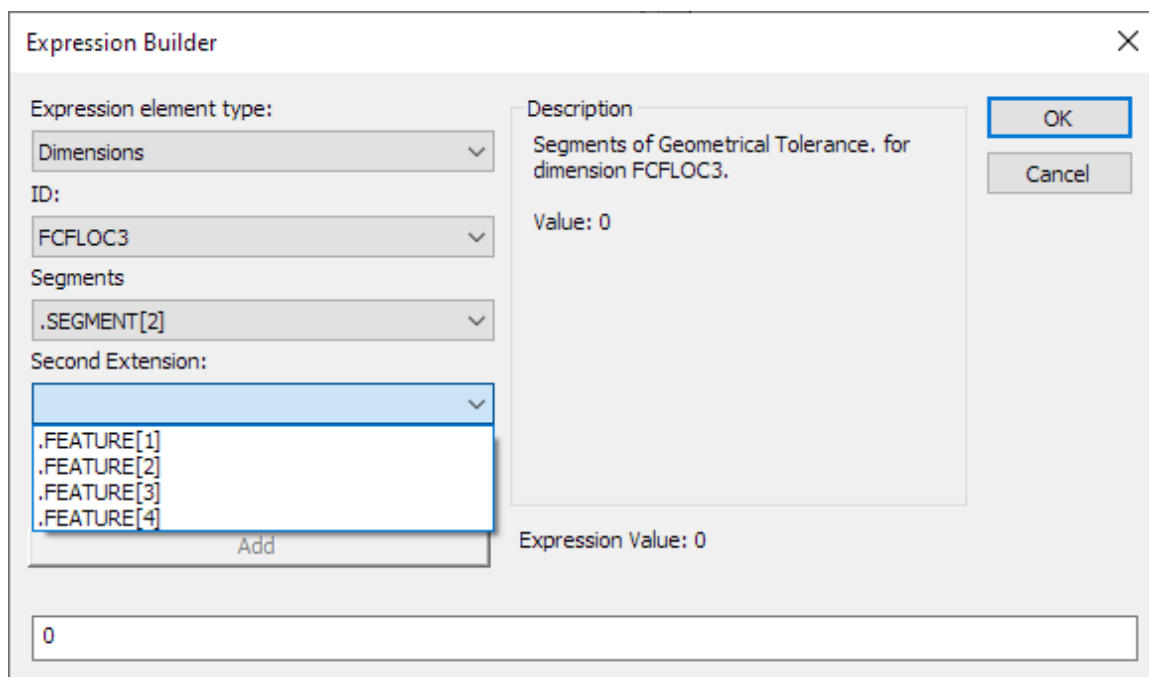 Expression Builder
Expression element type:
Dimensions
ID:
FCFLOC3
Segments
.SEGMENT[2]
Second Extension:
.FEATURE[1]
.FEATURE[2]
.FEATURE[3]
.FEATURE[4]
Add
Description
Segments of Geometrical Tolerance. for
dimension FCFLOC3.
Value: 0
Expression Value: 0
OK
Cancel
0